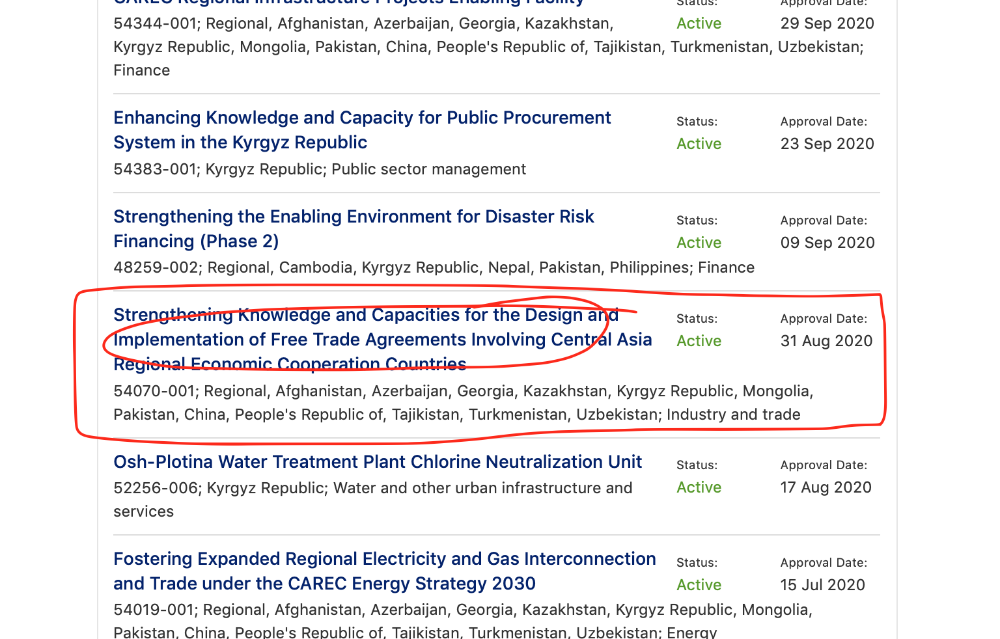 CAREC Regional Infrastructure Projects Enabling Facility
Status:
Approval Date:
54344-001; Regional, Afghanistan, Azerbaijan, Georgia, Kazakhstan,
Active
29 Sep 2020
Kyrgyz Republic, Mongolia, Pakistan, China, People's Republic of, Tajikistan, Turkmenistan, Uzbekistan;
Finance
Enhancing Knowledge and Capacity for Public Procurement
System in the Kyrgyz Republic
Status:
Active
Approval Date:
23 Sep 2020
54383-001; Kyrgyz Republic; Public sector management
Strengthening the Enabling Environment for Disaster Risk
Financing (Phase 2)
Status:
Active
Approval Date:
09 Sep 2020
48259-002; Regional, Cambodia, Kyrgyz Republic, Nepal, Pakistan, Philippines; Finance
Strengthening Knowledge and Capacities for the Design and
Implementation of Free Trade Agreements Involving Central Asia
Regional Economic Cooperation Countries
Status:
Active
Approval Date:
31 Aug 2020
54070-001; Regional, Afghanistan, Azerbaijan, Georgia, Kazakhstan, Kyrgyz Republic, Mongolia,
Pakistan, China, People's Republic of, Tajikistan, Turkmenistan, Uzbekistan; Industry and trade
Osh-Plotina Water Treatment Plant Chlorine Neutralization Unit
Status:
Active
Approval Date:
17 Aug 2020
52256-006; Kyrgyz Republic; Water and other urban infrastructure and
services
Fostering Expanded Regional Electricity and Gas Interconnection
and Trade under the CAREC Energy Strategy 2030
Status:
Active
Approval Date:
15 Jul 2020
54019-001; Regional, Afghanistan, Azerbaijan, Georgia, Kazakhstan, Kyrgyz Republic, Mongolia,
Pakistan, China, People's Republic of, Tajikistan, Turkmenistan, Uzbekistan; Energy